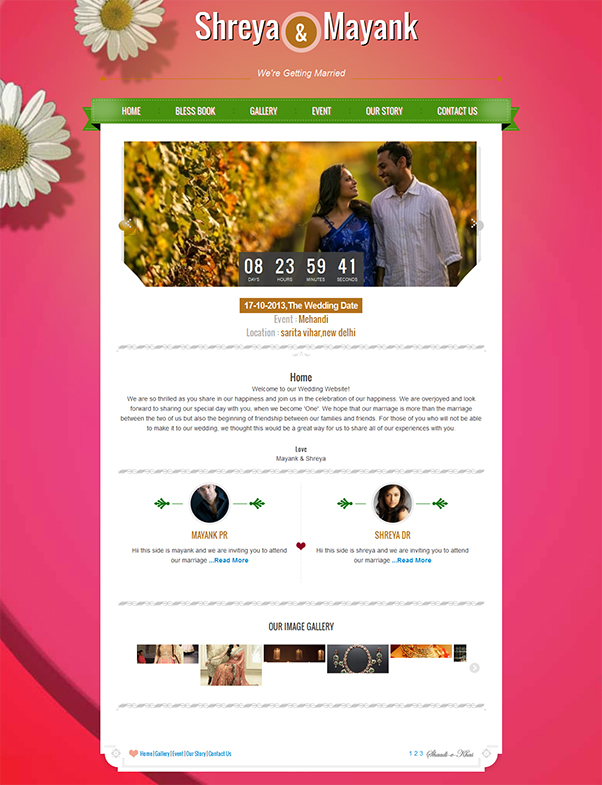 Shreya & Mayank
We're Getting Married
HOME BLESS BOOK GALLERY EVENT OUR STORY CONTACT US
08 23 59 41
DAYS HOURS MINUTES SECONDS
17-10-2013,The Wedding Date
Event : Mehandi
Location : sarita vihar,new delhi
Home
Welcome to our Wedding Website!
We are so thrilled as you share in our happiness and join us in the celebration of our happiness. We are overjoyed and look
forward to sharing our special day with you, when we become 'One'. We hope that our marriage is more than the marriage
between the two of us but also the beginning of friendship between our families and friends. For those of you who will not be able
to make it to our wedding, we thought this would be a great way for us to share all of our experiences with you.
Love
Mayank & Shreya
MAYANK PR
Hi this side is mayank and we are inviting you to attend
our marriage ...Read More
SHREYA DR
Hi this side is shreya and we are inviting you to attend
our marriage ...Read More
OUR IMAGE GALLERY
Home | Gallery | Event | Our Story | Contact Us
1 2 3 Shaadi-e-Khas